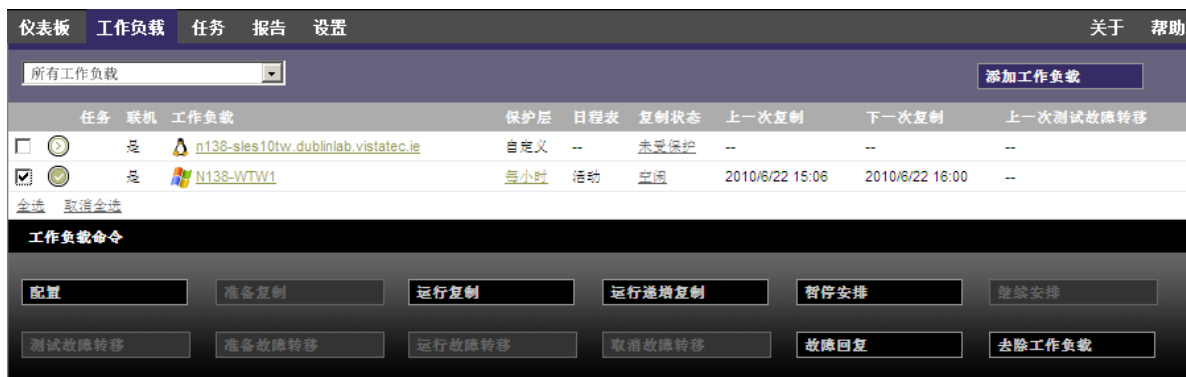 仪表板 工作负载 任务 报告 设置 关于 帮助
所有工作负载 添加工作负载
任务 联机 工作负载 保护层 日程表 复制状态 上一次复制 下一次复制 上一次测试故障转移
是 n138-sles10tw.dublinlab.vistatec.ie 自定义 -- 未受保护 -- -- --
是 N138-WTW1 每小时 活动 空闲 2010/6/22 15:06 2010/6/22 16:00 --
全选 取消全选
工作负载命令
配置 准备复制 运行复制 运行递增复制 暂停安排 继续安排
测试故障转移 准备故障转移 运行故障转移 取消故障转移 故障回复 去除工作负载